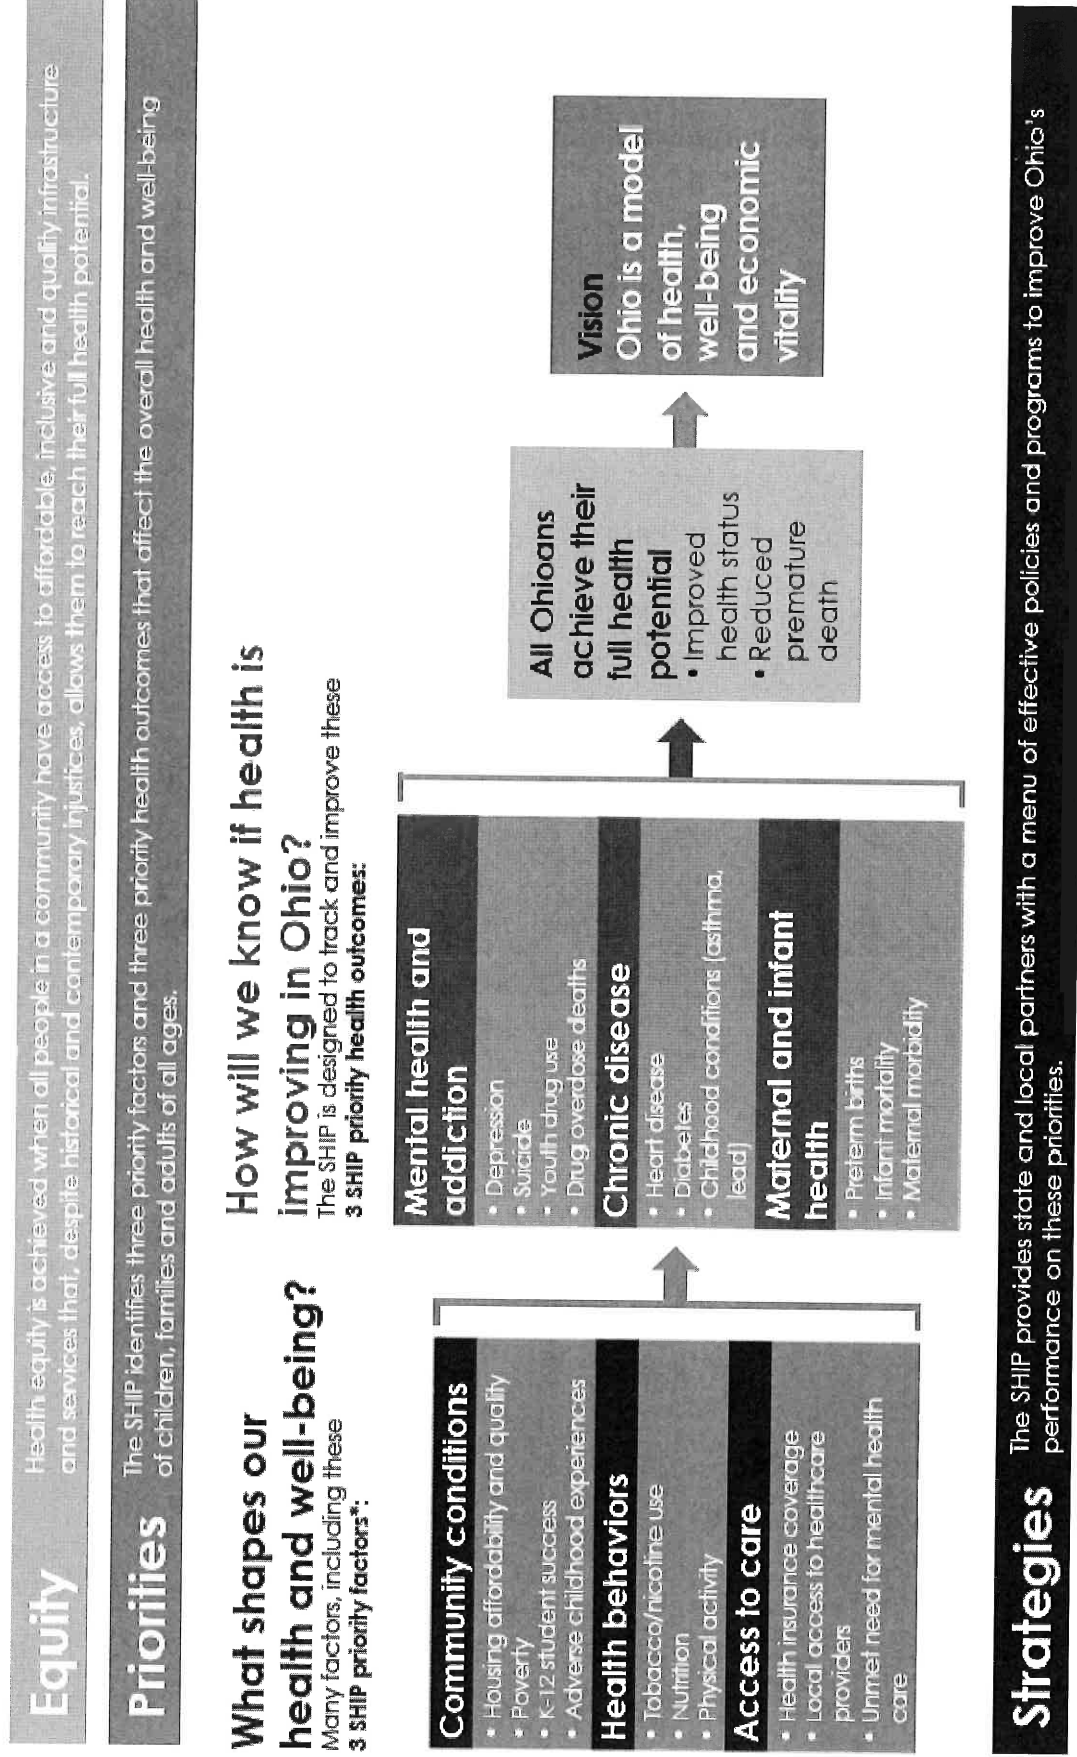 Equity
Health equity is achieved when all people in a community have access to affordable, inclusive and quality infrastructure
and services that, despite historical and contemporary injustices, allows them to reach their full health potential.
Priorities
The SHIP identifies three priority factors and three priority health outcomes that affect the overall health and well-being
of children, families and adults of all ages.
What shapes our
health and well-being?
Many factors, including these
3 SHIP priority factors*:
Community conditions
• Housing affordability and quality
• Poverty
• K-12 student success
• Adverse childhood experiences
Health behaviors
• Tobacco/nicotine use
• Nutrition
• Physical activity
Access to care
• Health insurance coverage
• Local access to healthcare
providers
• Unmet need for mental health
care
How will we know if health is
improving in Ohio?
The SHIP is designed to track and improve these
3 SHIP priority health outcomes:
Mental health and
addiction
• Depression
• Suicide
• Youth drug use
• Drug overdose deaths
Chronic disease
• Heart disease
• Diabetes
• Childhood conditions (asthma,
lead)
Maternal and infant
health
• Preterm births
• Infant mortality
• Maternal morbidity
All Ohioans
achieve their
full health
potential
• Improved
health status
• Reduced
premature
death
Vision
Ohio is a model
of health,
well-being
and economic
vitality
Strategies
The SHIP provides state and local partners with a menu of effective policies and programs to improve Ohio's
performance on these priorities.